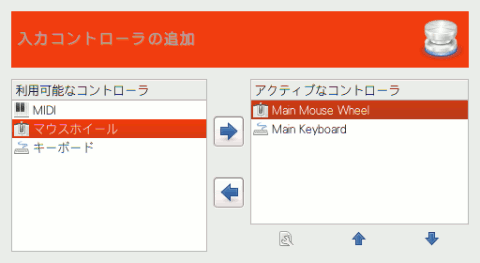 入力コントローラの追加
利用可能なコントローラ
MIDI
マウスホイール
キーボード
アクティブなコントローラ
Main Mouse Wheel
Main Keyboard